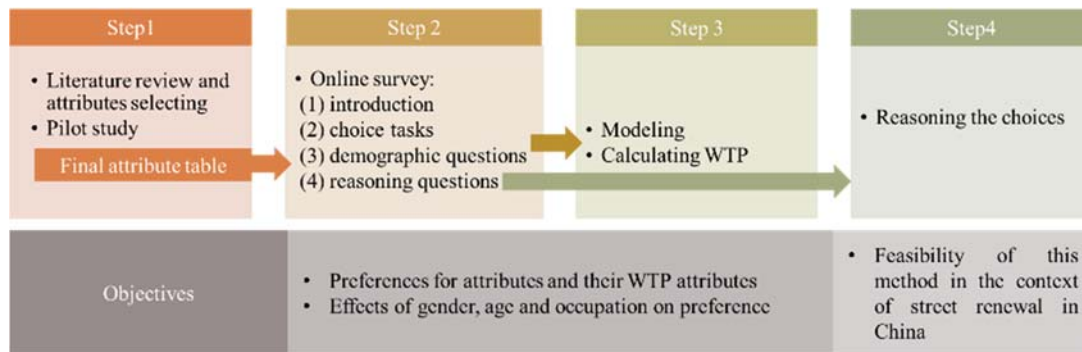 Step1
• Literature review and
attributes selecting
• Pilot study
Final attribute table
Step 2
• Online survey:
(1) introduction
(2) choice tasks
(3) demographic questions
(4) reasoning questions
Step 3
• Modeling
• Calculating WTP
Step4
• Reasoning the choices
Objectives
• Preferences for attributes and their WTP attributes
• Effects of gender, age and occupation on preference
• Feasibility of this
method in the context
of street renewal in
China